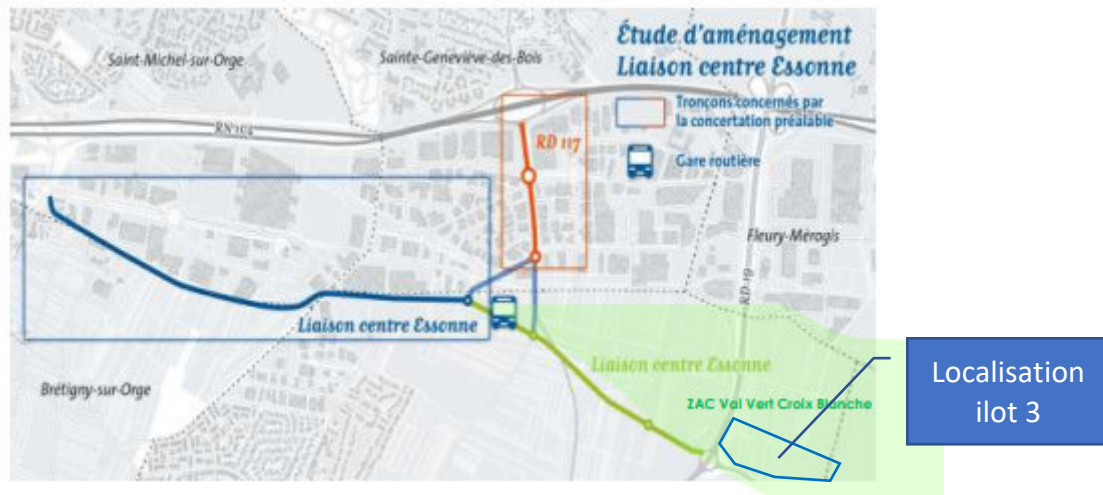 Étude d'aménagement
Liaison centre Essonne
Tronçons concernés par
la concertation préalable
Gare routière
Saint-Michel-sur-Orge
Sainte-Geneviève-des-Bois
RN 104
RD 117
Fleury-Mérogis
RD 19
Liaison centre Essonne
Liaison centre Essonne
Brétigny-sur-Orge
ZAC Val Vert Croix Blanche
Localisation
ilot 3